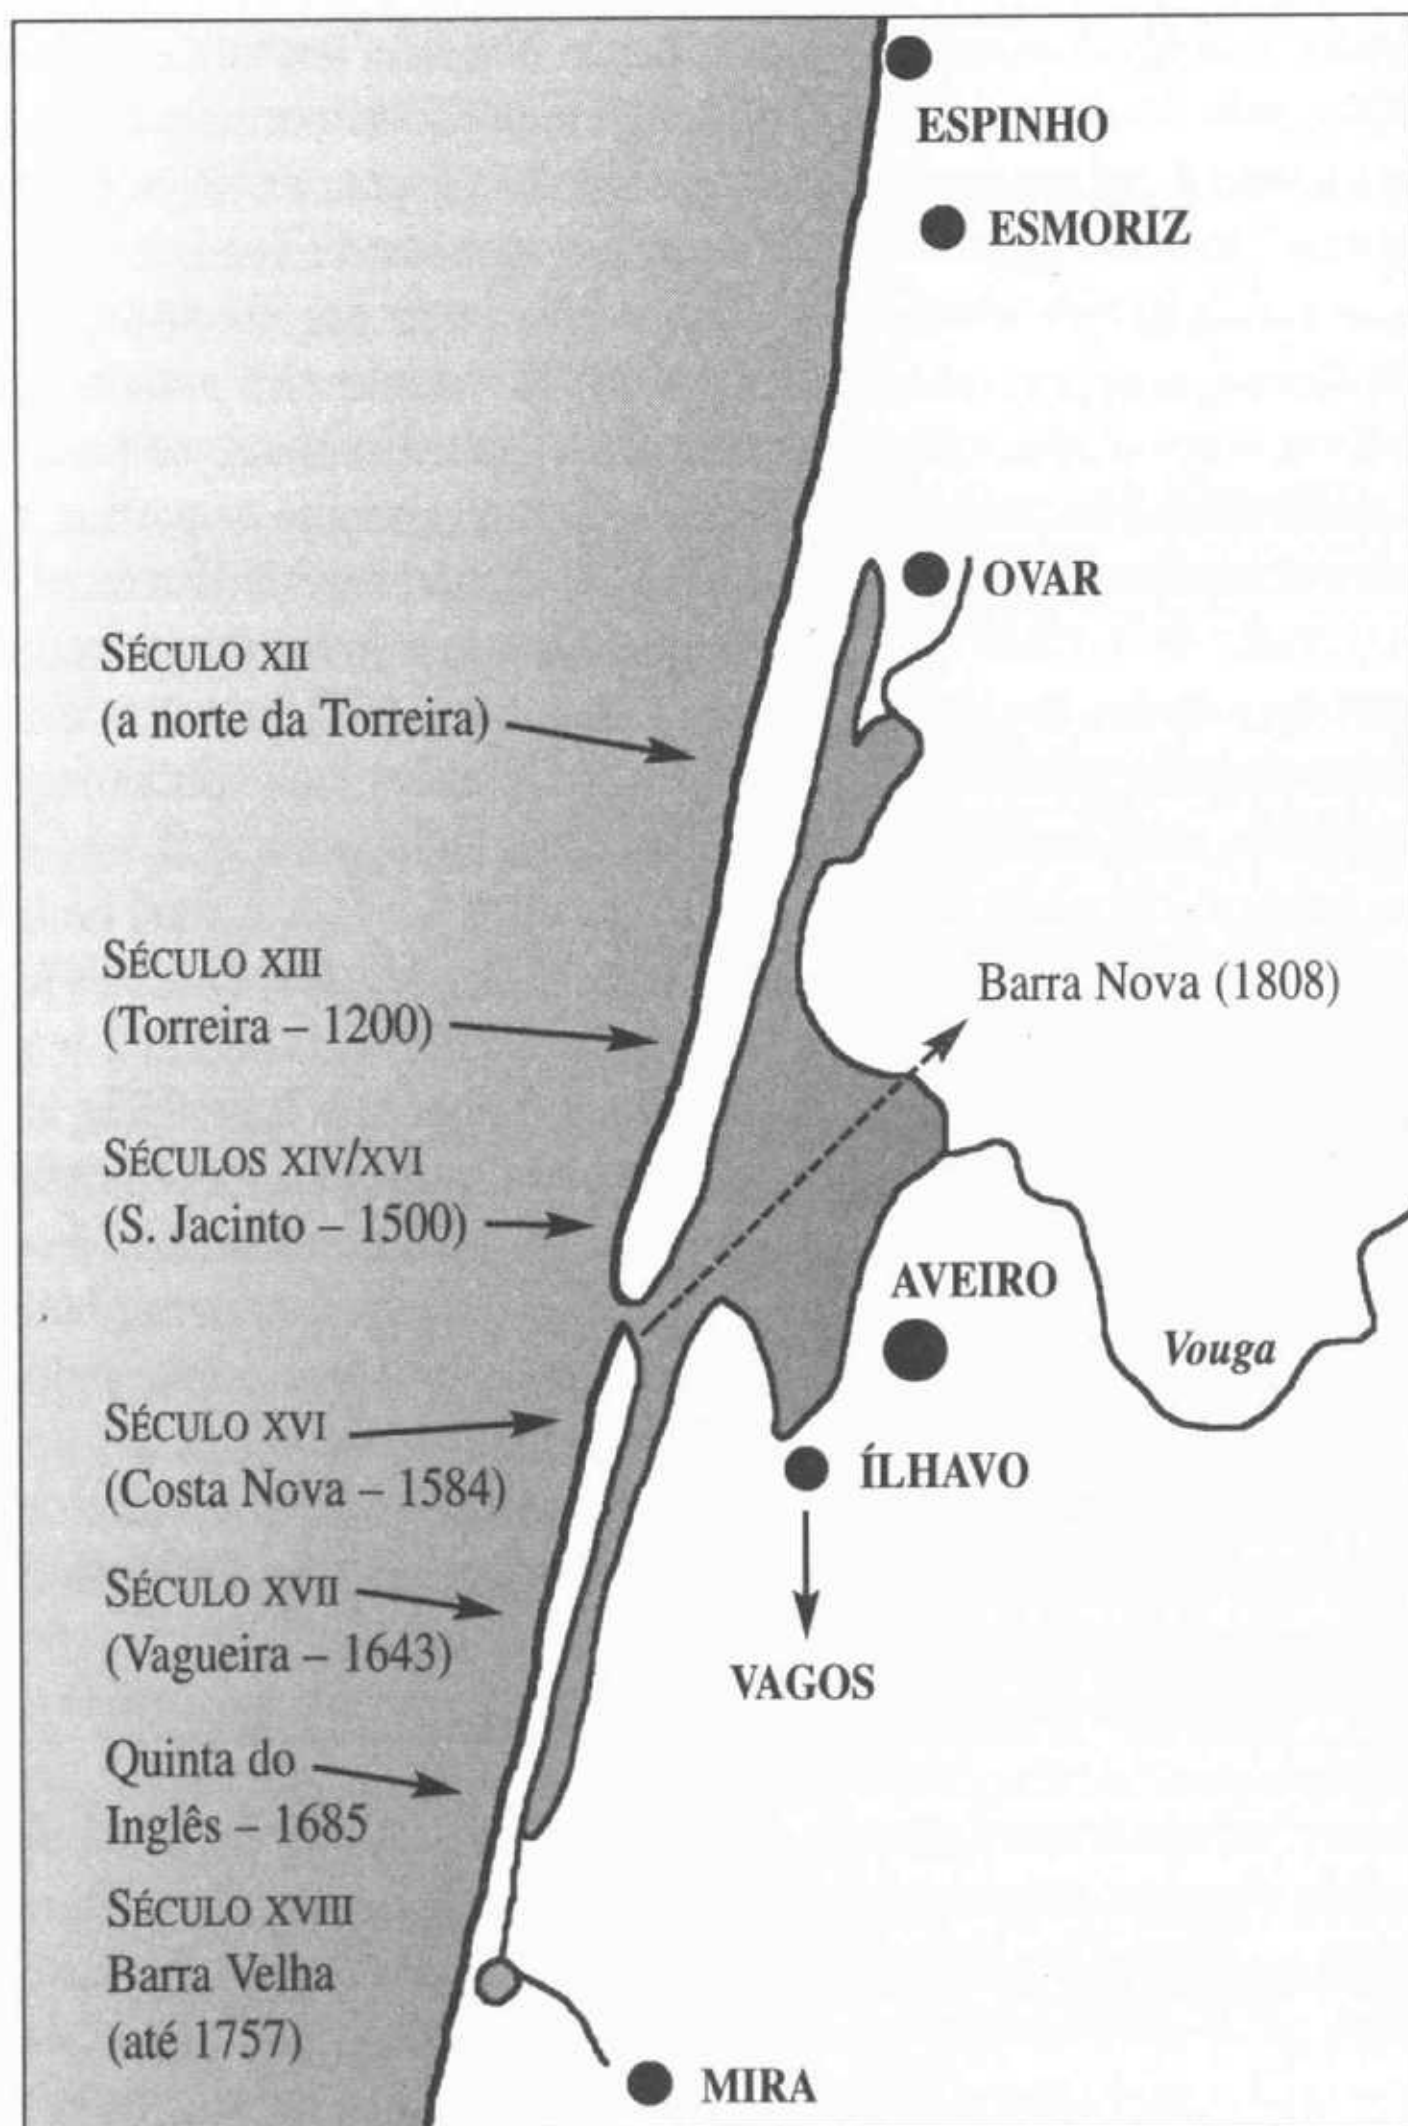 ESPINHO
ESMORIZ
OVAR
SÉCULO XII
(a norte da Torreira)
SÉCULO XIII
(Torreira – 1200)
Barra Nova (1808)
SÉCULOS XIV/XVI
(S. Jacinto – 1500)
AVEIRO
Vouga
SÉCULO XVI
(Costa Nova – 1584)
ÍLHAVO
SÉCULO XVII
(Vagueira – 1643)
VAGOS
Quinta do
Inglês – 1685
SÉCULO XVIII
Barra Velha
(até 1757)
MIRA